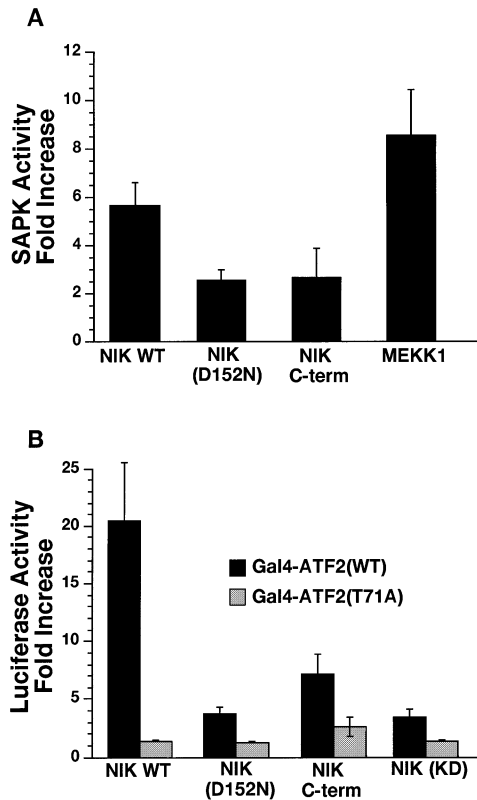 A
SAPK Activity
Fold Increase
12
10
8
6
4
2
0
NIK WT
NIK
(D152N)
NIK
C-term
MEKK1
B
Luciferase Activity
Fold Increase
25
20
15
10
5
0
Gal4-ATF2(WT)
Gal4-ATF2(T71A)
NIK WT
NIK
(D152N)
NIK
C-term
NIK (KD)